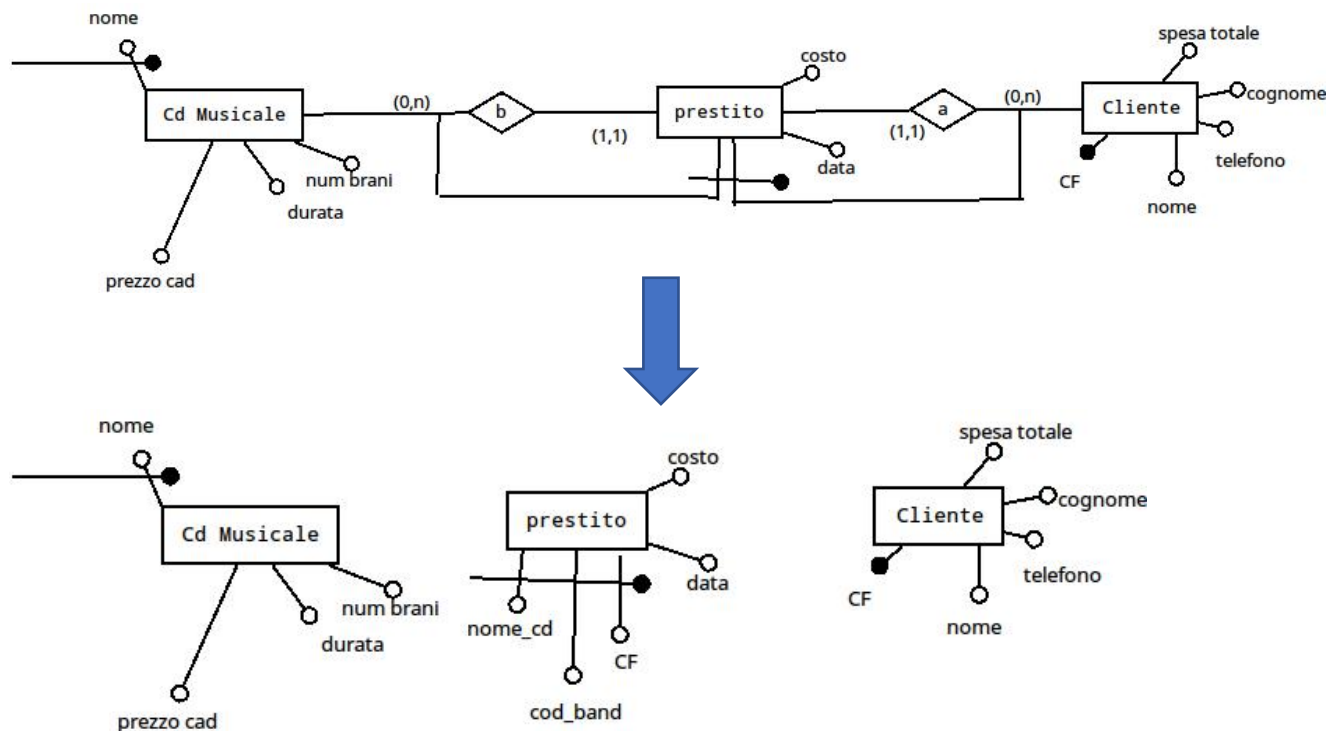 nome
spesa totale
costo
cognome
Cd Musicale
(0,n)
b
(1,1)
prestito
a
(1,1)
(0,n)
Cliente
telefono
data
CF
nome
num brani
durata
prezzo cad
nome
Cd Musicale
num brani
durata
prezzo cad
costo
prestito
data
nome_cd
CF
cod_band
spesa totale
cognome
Cliente
telefono
CF
nome